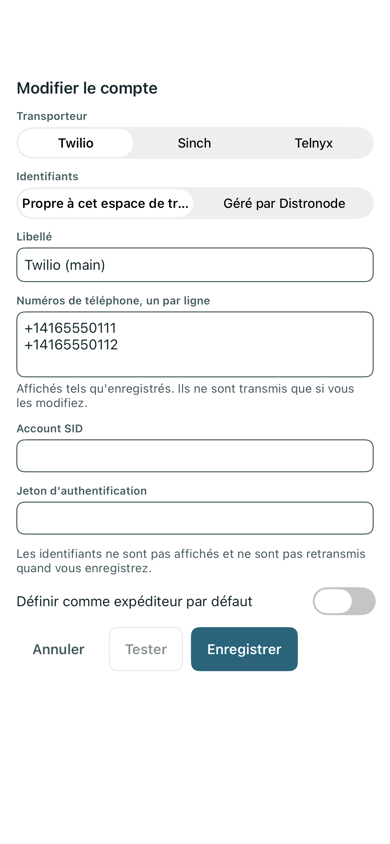 Modifier le compte
Transporteur
Twilio
Sinch
Telnyx
Identifiants
Propre à cet espace de tr...
Géré par Distronode
Libellé
Twilio (main)
Numéros de téléphone, un par ligne
+14165550111
+14165550112
Affichés tels qu'enregistrés. Ils ne sont transmis que si vous
les modifiez.
Account SID
Jeton d'authentification
Les identifiants ne sont pas affichés et ne sont pas retransmis
quand vous enregistrez.
Définir comme expéditeur par défaut
Annuler
Tester
Enregistrer